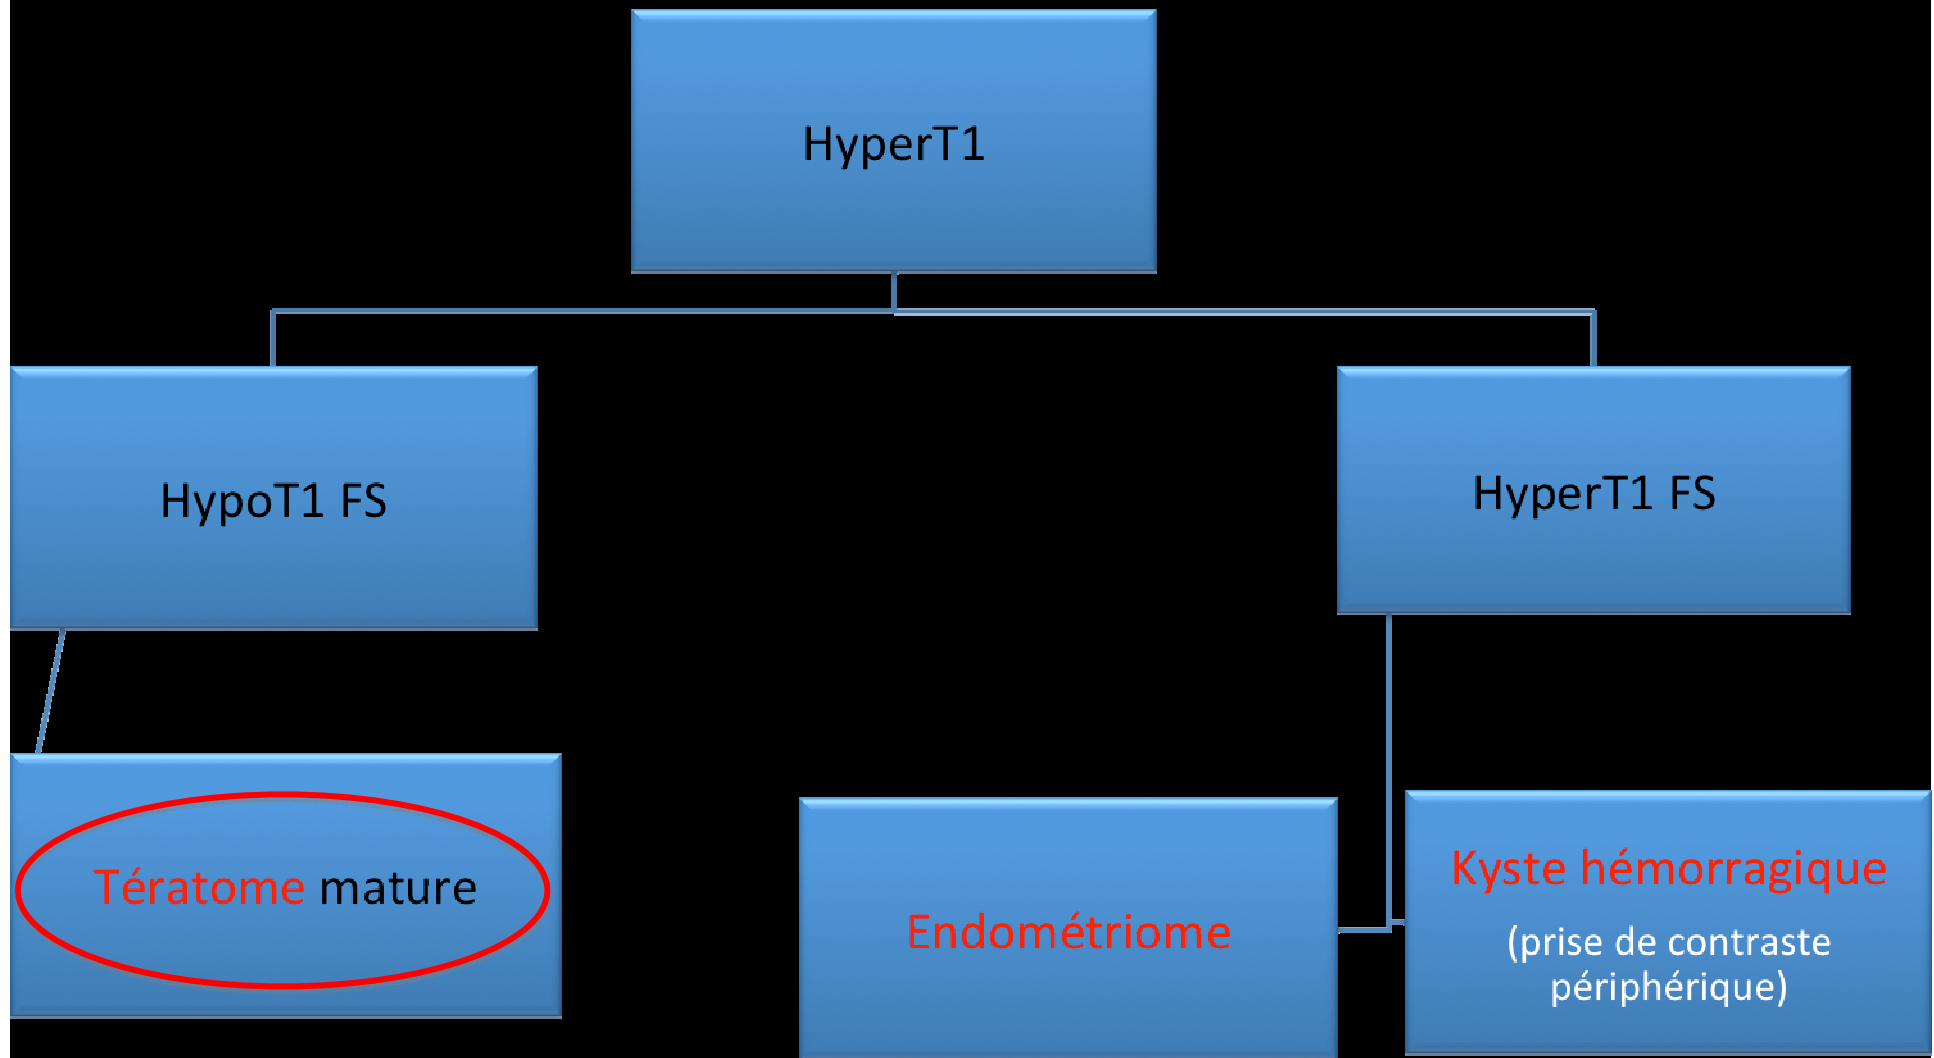 HyperT1
HypoT1 FS
HyperT1 FS
Tératome mature
Endométriome
Kyste hémorragique
(prise de contraste
périphérique)